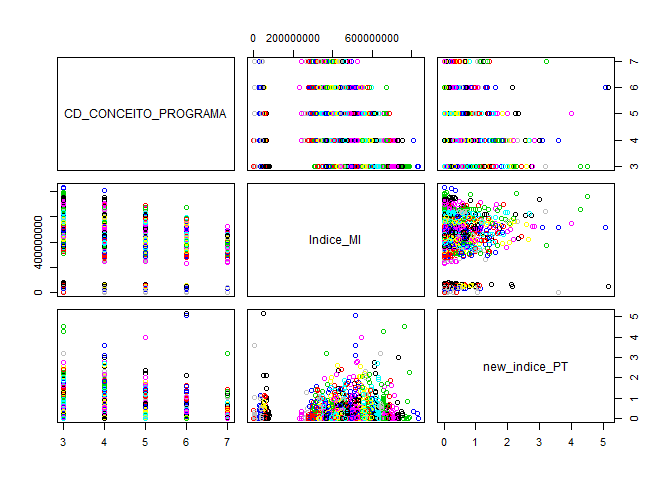 0 200000000 600000000
CD_CONCEITO_PROGRAMA
3 4 5 6 7
0 400000000
Indice_MI
new_indice_PT
0 1 2 3 4 5
3 4 5 6 7
0 1 2 3 4 5